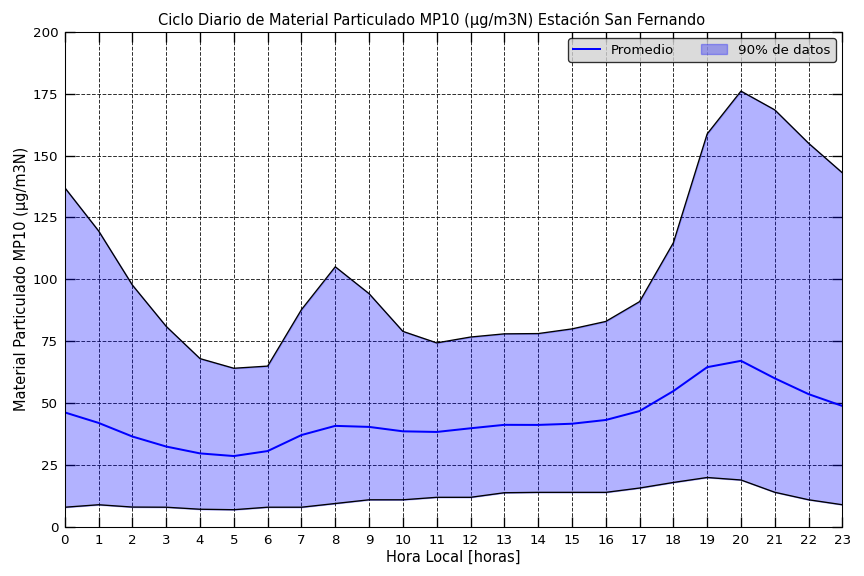 Ciclo Diario de Material Particulado MP10 (µg/m3N) Estación San Fernando
Promedio 90% de datos
200
175
150
125
100
75
50
25
0
Material Particulado MP10 (µg/m3N)
0 1 2 3 4 5 6 7 8 9 10 11 12 13 14 15 16 17 18 19 20 21 22 23
Hora Local [horas]